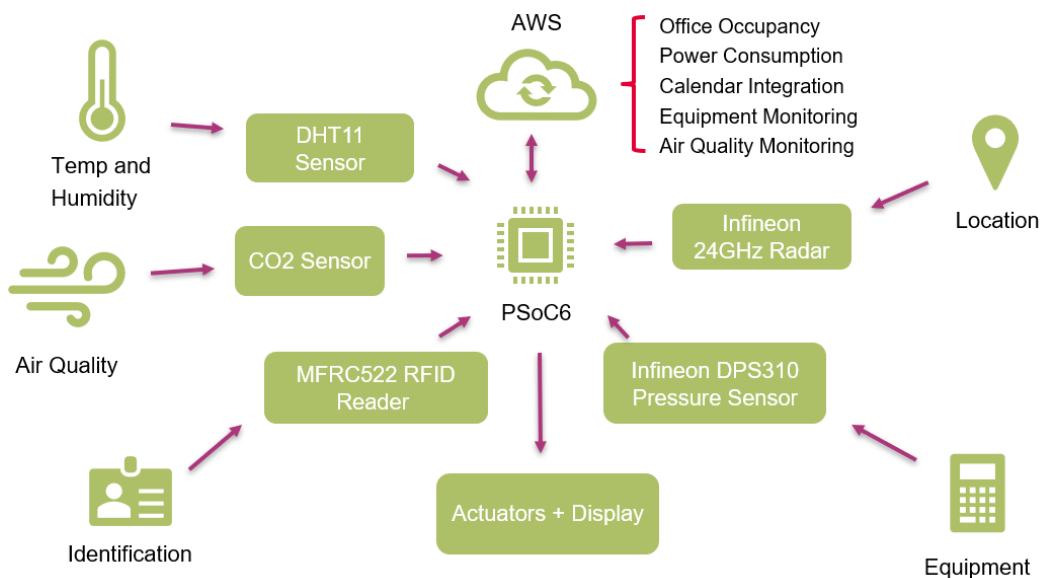 AWS
Office Occupancy
Power Consumption
Calendar Integration
Equipment Monitoring
Air Quality Monitoring
Temp and
Humidity
DHT11
Sensor
Location
Infineon
24GHz Radar
CO2 Sensor
PSoC6
Air Quality
MFRC522 RFID
Reader
Infineon DPS310
Pressure Sensor
Identification
Actuators + Display
Equipment